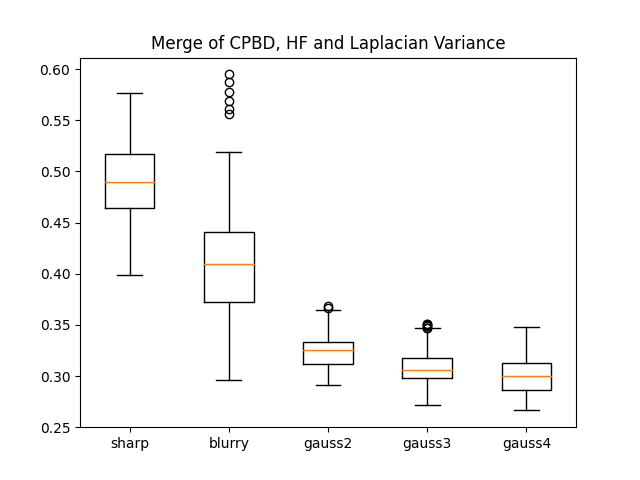 Merge of CPBD, HF and Laplacian Variance
0.60
0.55
0.50
0.45
0.40
0.35
0.30
0.25
sharp
blurry
gauss2
gauss3
gauss4